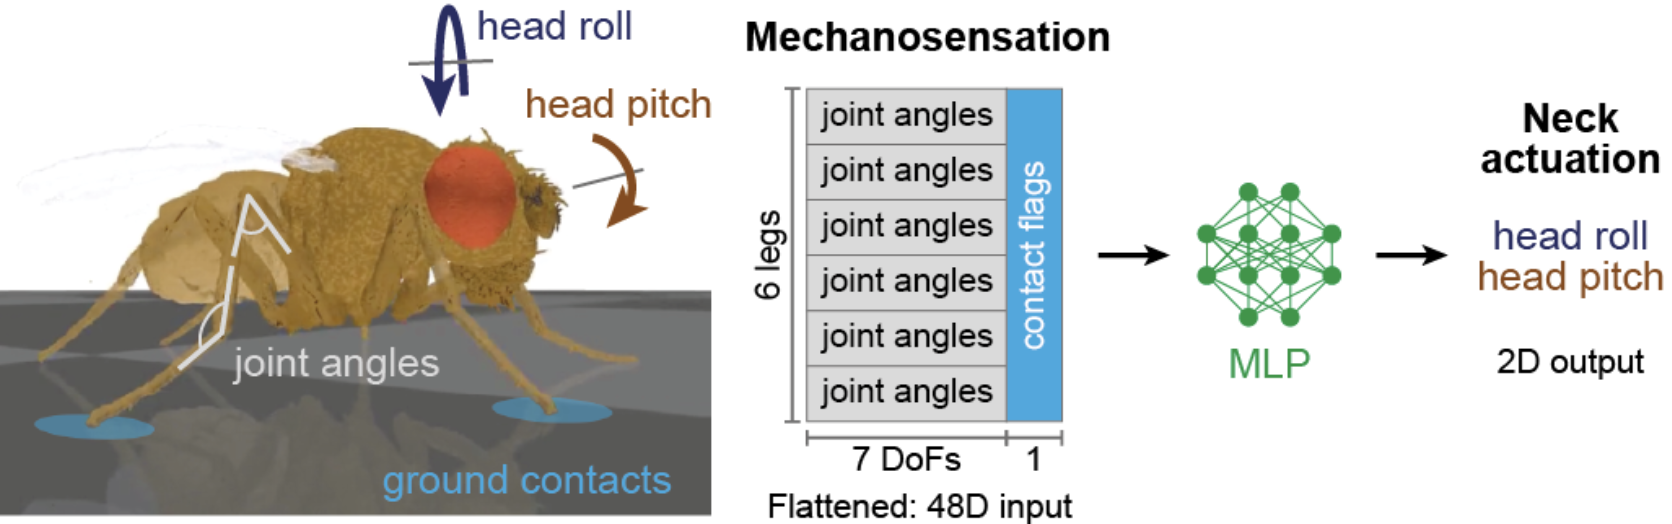 head roll
head pitch
joint angles
ground contacts
Mechanosensation
6 legs
joint angles
joint angles
joint angles
joint angles
joint angles
joint angles
contact flags
7 DoFs
1
Flattened: 48D input
MLP
Neck
actuation
head roll
head pitch
2D output